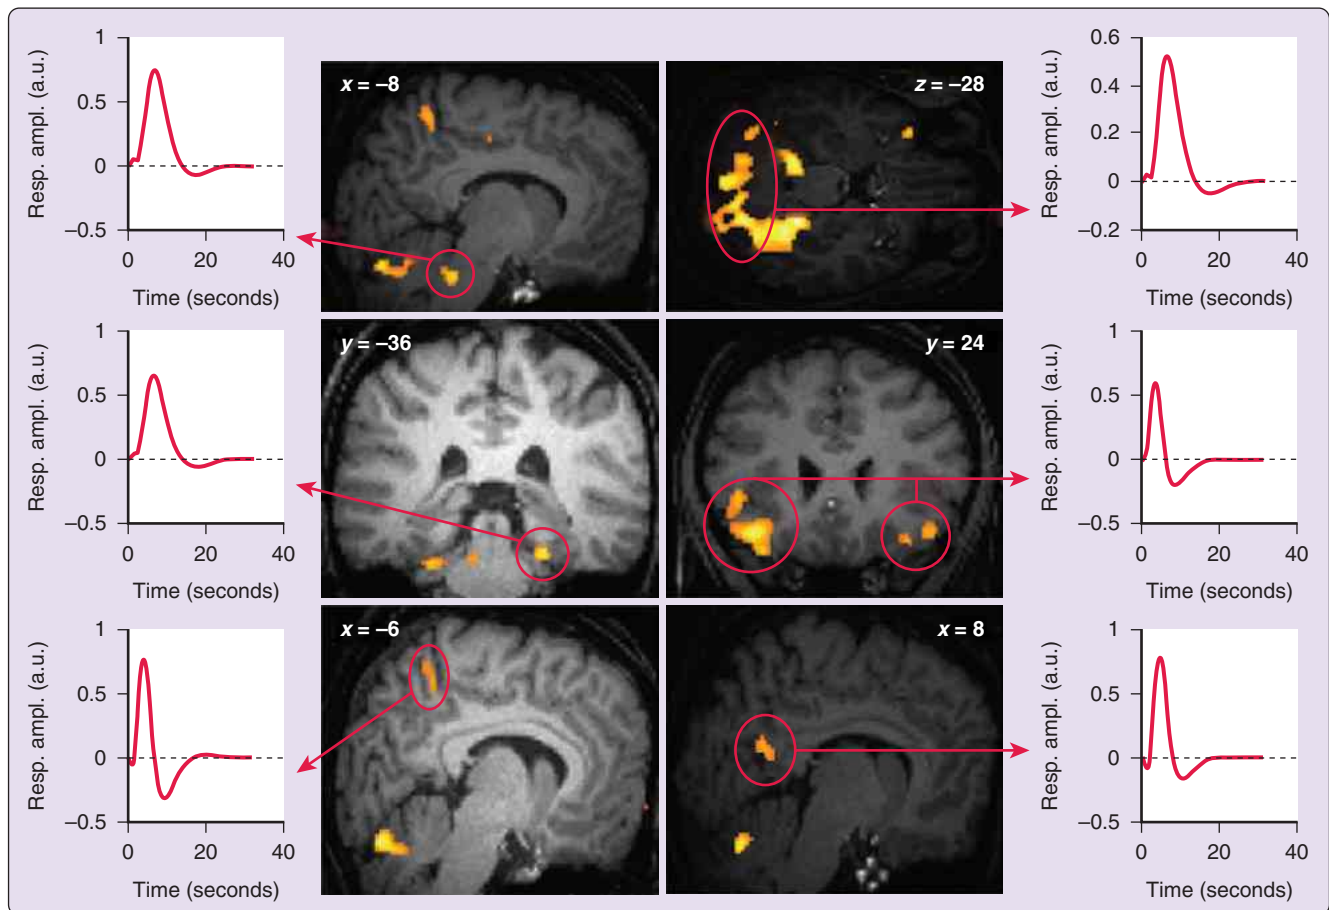 1
0.5
0
–0.5
Resp. ampl. (a.u.)
0 20 40
Time (seconds)
x = –8
z = –28
0.6
0.4
0.2
0
–0.2
Resp. ampl. (a.u.)
0 20 40
Time (seconds)
1
0.5
0
–0.5
Resp. ampl. (a.u.)
0 20 40
Time (seconds)
y = –36
y = 24
1
0.5
0
–0.5
Resp. ampl. (a.u.)
0 20 40
Time (seconds)
1
0.5
0
–0.5
Resp. ampl. (a.u.)
0 20 40
Time (seconds)
x = –6
x = 8
1
0.5
0
–0.5
Resp. ampl. (a.u.)
0 20 40
Time (seconds)